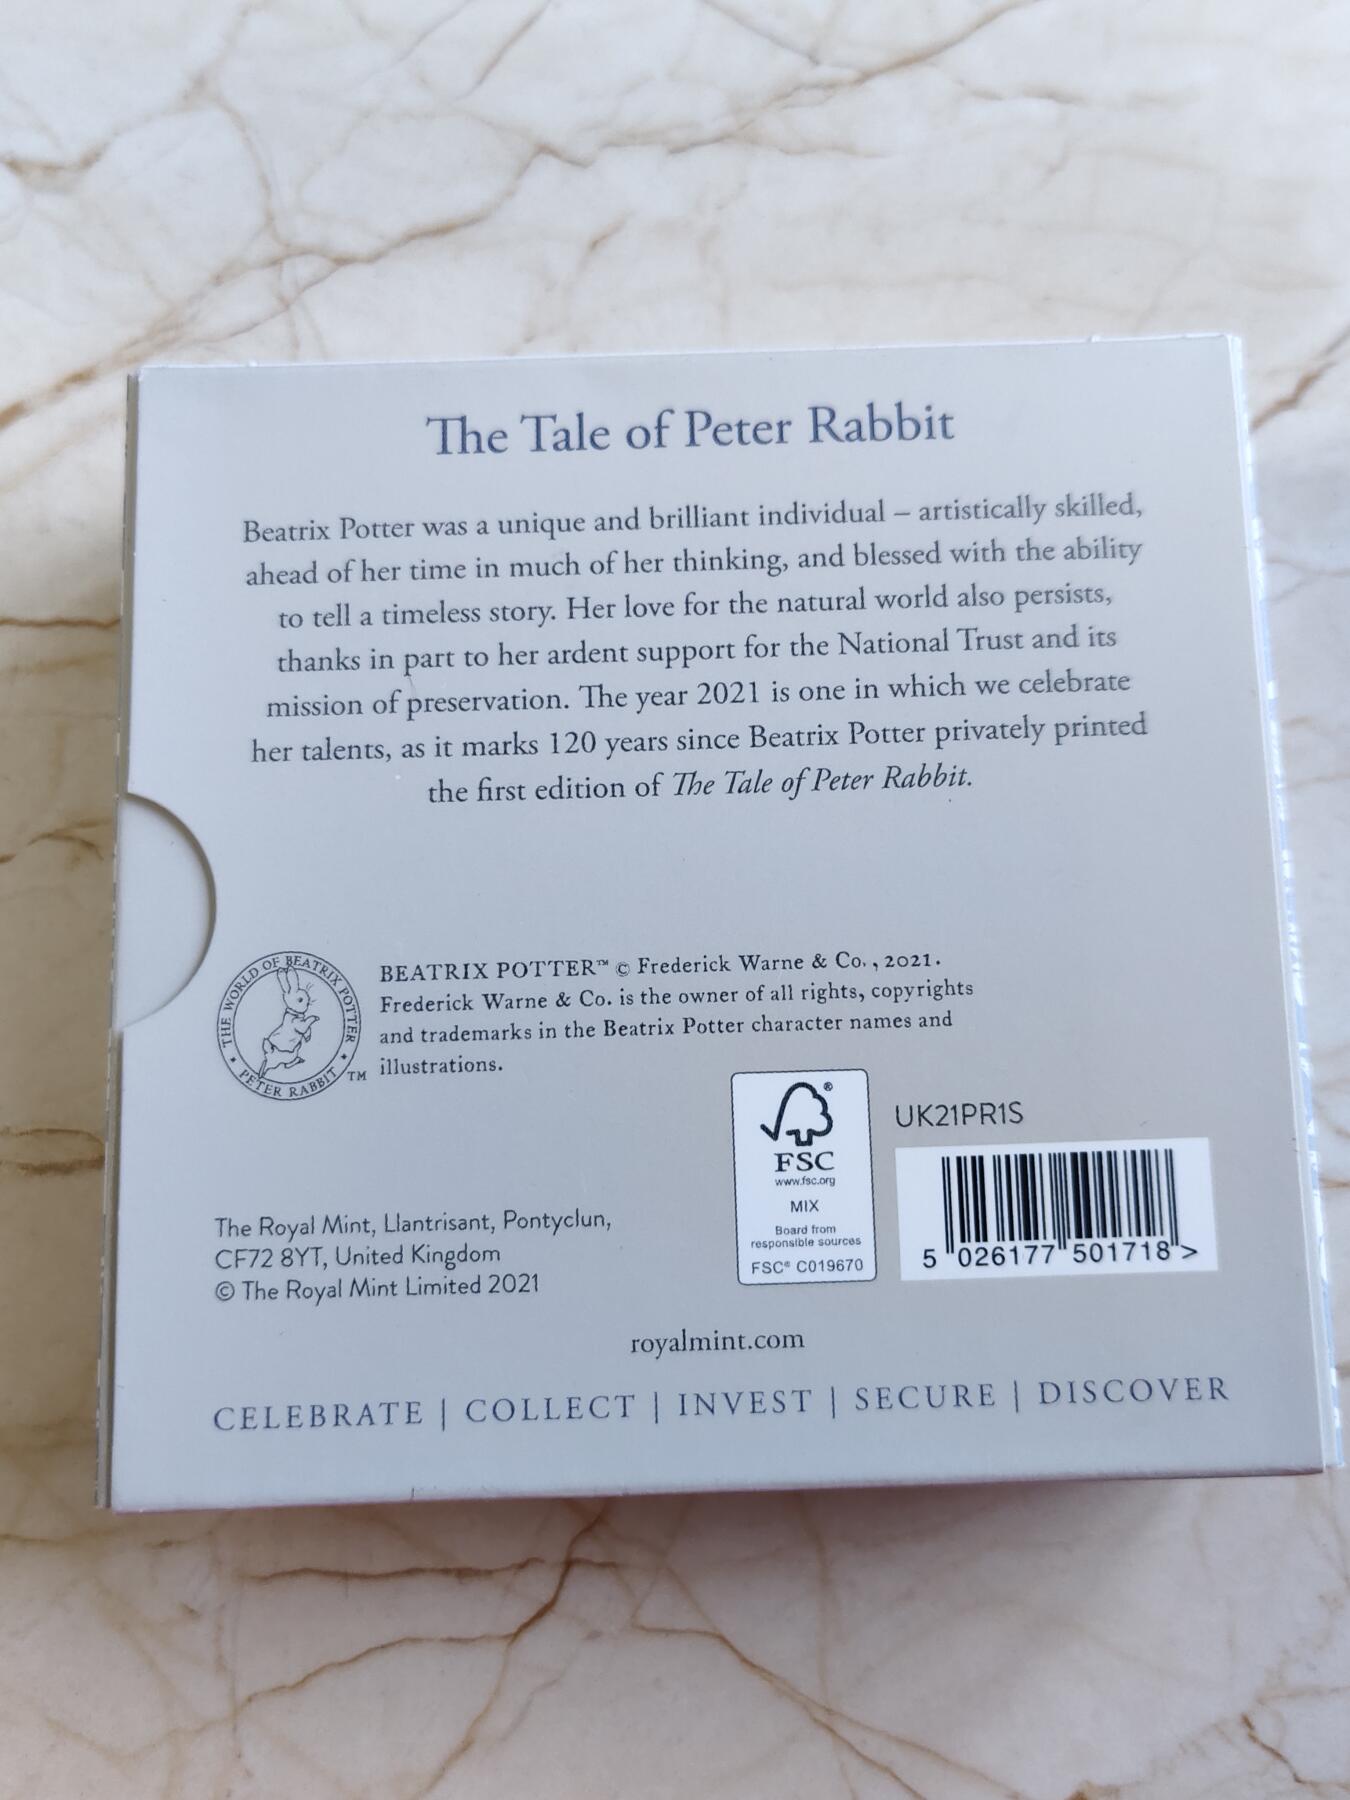 The Tale of Peter Rabbit
Beatrix Potter was a unique and brilliant individual – artistically skilled,
ahead of her time in much of her thinking, and blessed with the ability
to tell a timeless story. Her love for the natural world also persists,
thanks in part to her ardent support for the National Trust and its
mission of preservation. The year 2021 is one in which we celebrate
her talents, as it marks 120 years since Beatrix Potter privately printed
the first edition of The Tale of Peter Rabbit.
THE WORLD OF BEATRIX POTTER
PETER RABBIT
TM
BEATRIX POTTER™ © Frederick Warne & Co., 2021.
Frederick Warne & Co. is the owner of all rights, copyrights
and trademarks in the Beatrix Potter character names and
illustrations.
®
FSC
www.fsc.org
MIX
Board from
responsible sources
FSC® C019670
UK21PR1S
5 026177 501718 >
The Royal Mint, Llantrisant, Pontyclun,
CF72 8YT, United Kingdom
© The Royal Mint Limited 2021
royalmint.com
CELEBRATE | COLLECT | INVEST | SECURE | DISCOVER